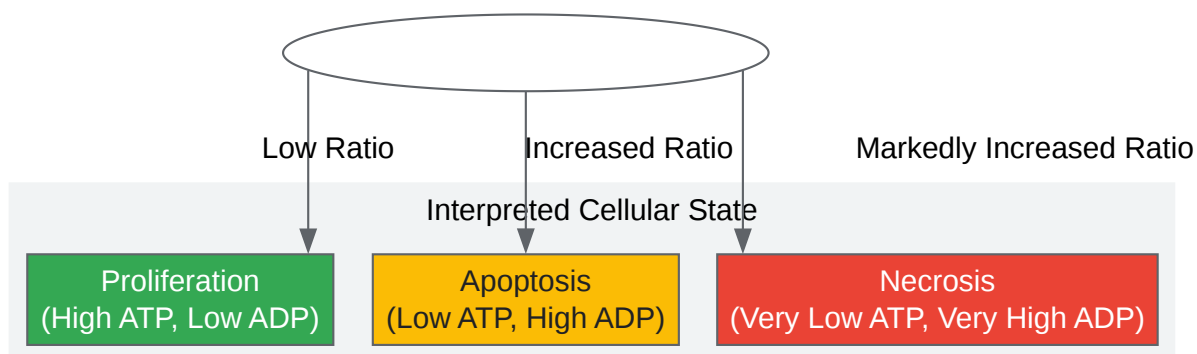 Low Ratio
Increased Ratio
Markedly Increased Ratio
Interpreted Cellular State
Proliferation
(High ATP, Low ADP)
Apoptosis
(Low ATP, High ADP)
Necrosis
(Very Low ATP, Very High ADP)